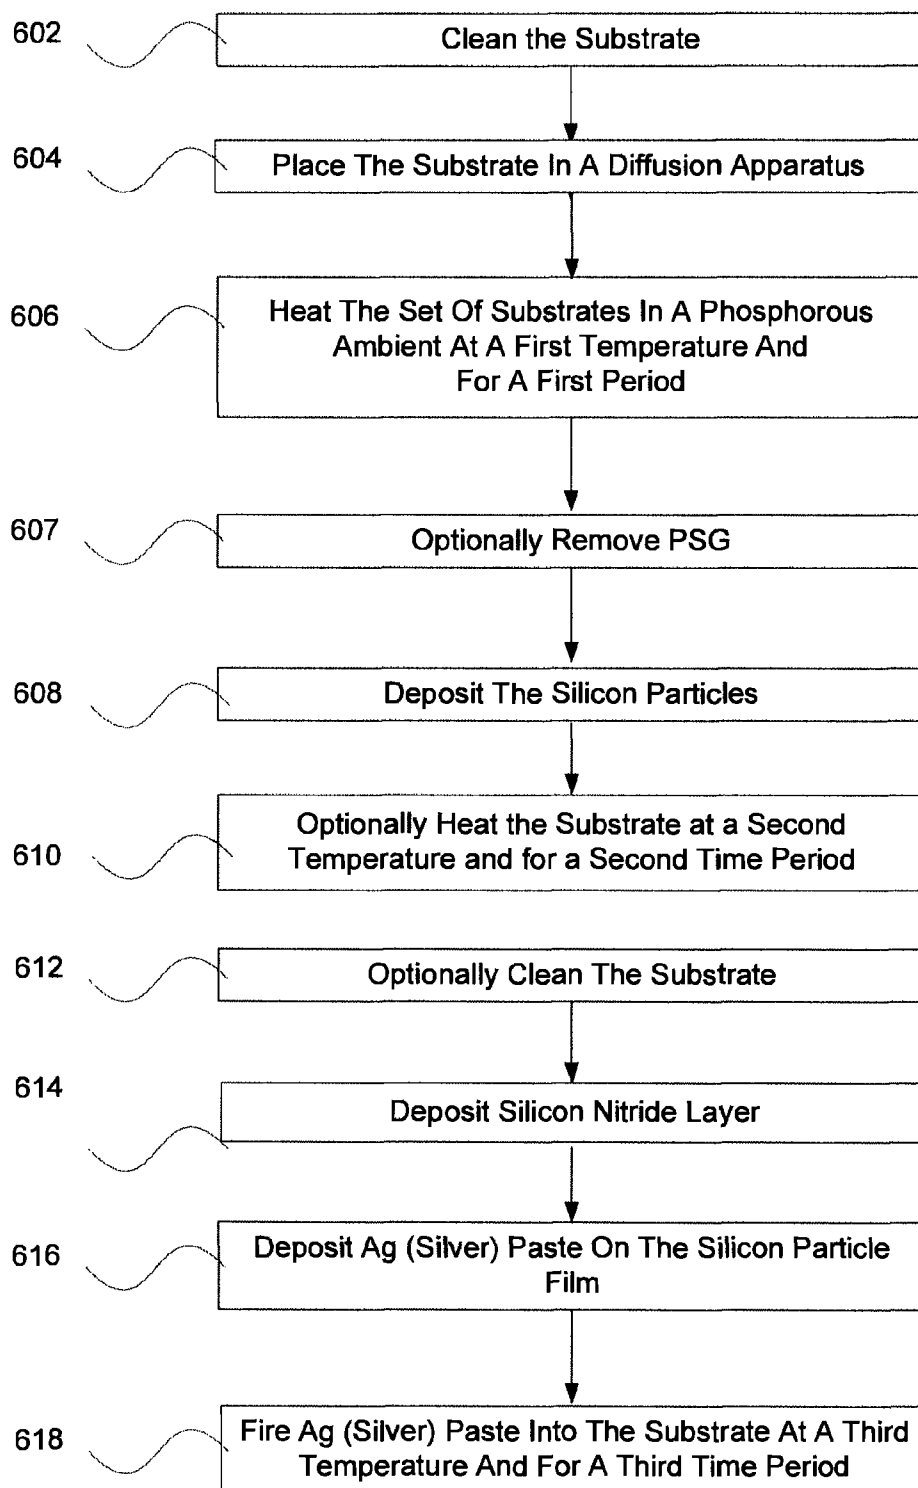 602
Clean the Substrate
604
Place The Substrate In A Diffusion Apparatus
606
Heat The Set Of Substrates In A Phosphorous
Ambient At A First Temperature And
For A First Period
607
Optionally Remove PSG
608
Deposit The Silicon Particles
610
Optionally Heat the Substrate at a Second
Temperature and for a Second Time Period
612
Optionally Clean The Substrate
614
Deposit Silicon Nitride Layer
616
Deposit Ag (Silver) Paste On The Silicon Particle
Film
618
Fire Ag (Silver) Paste Into The Substrate At A Third
Temperature And For A Third Time Period